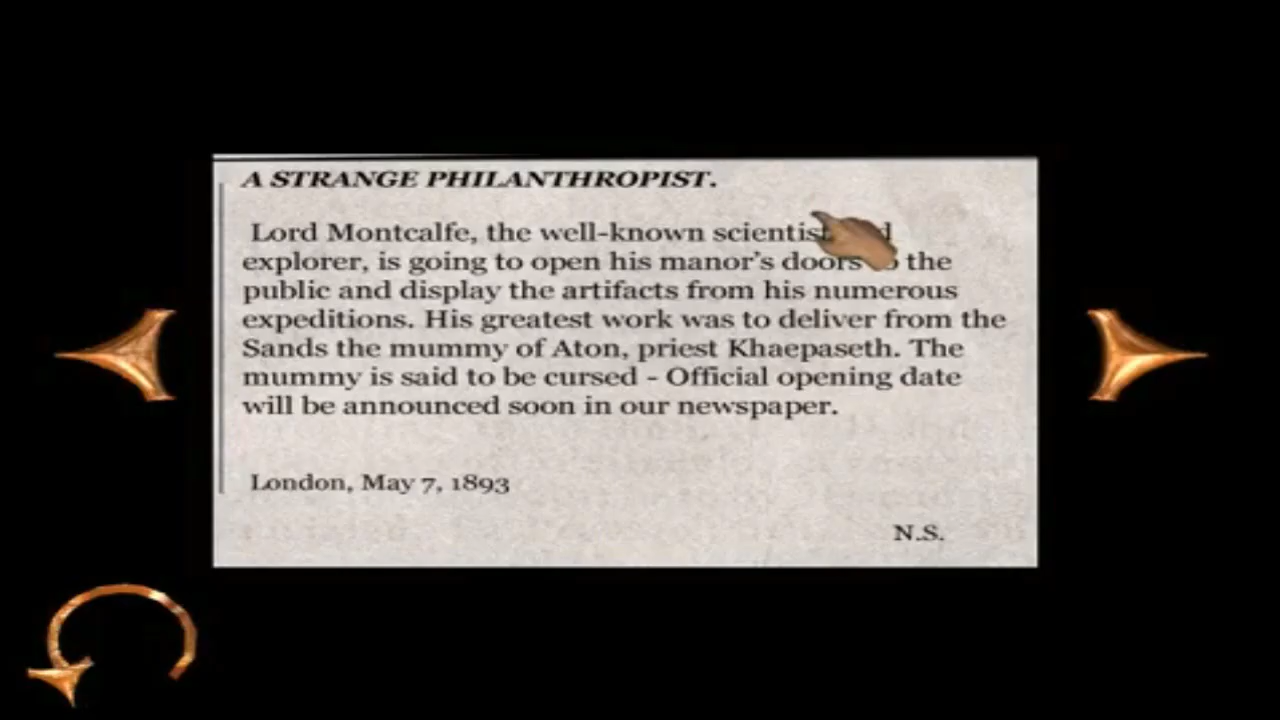 A STRANGE PHILANTHROPIST.
Lord Montcalfe, the well-known scientist
explorer, is going to open his manor's doors the
public and display the artifacts from his numerous
expeditions. His greatest work was to deliver from the
Sands the mummy of Aton, priest Khaepaseth. The
mummy is said to be cursed - Official opening date
will be announced soon in our newspaper.
London, May 7, 1893
N.S.